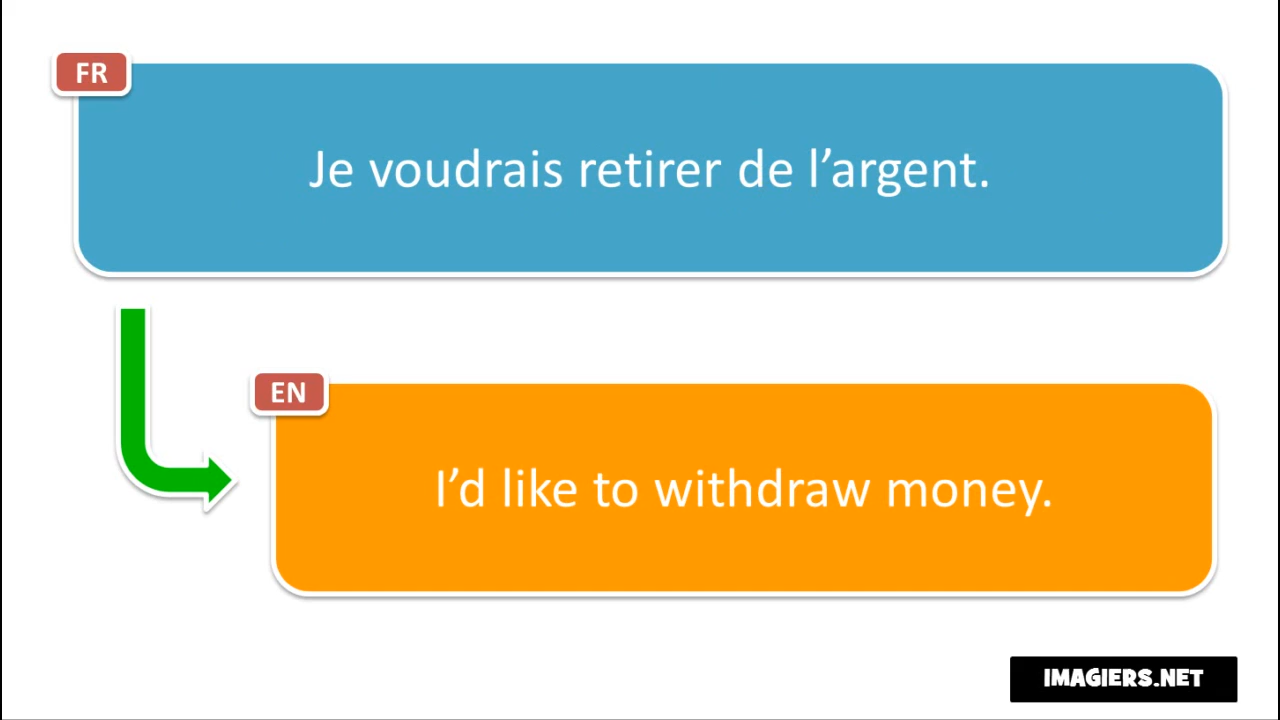 FR
Je voudrais retirer de l’argent.
EN
I’d like to withdraw money.
IMAGIERS.NET